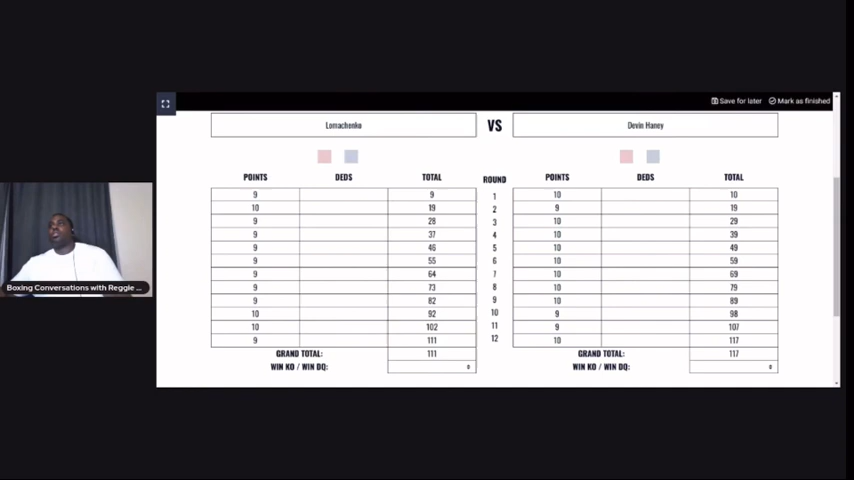 Save for later Mark as finished
Lomachenko VS Devin Haney
POINTS DEDS TOTAL ROUND POINTS DEDS TOTAL
9 9 1 10 10
10 19 2 9 19
9 28 3 10 29
9 37 4 10 39
9 46 5 10 49
9 55 6 10 59
9 64 7 10 69
9 73 8 10 79
9 82 9 10 89
10 92 10 9 98
10 102 11 9 107
9 111 12 10 117
GRAND TOTAL: 111 GRAND TOTAL: 117
WIN KO / WIN DQ: 0 WIN KO / WIN DQ: 0
Boxing Conversations with Reggie ...